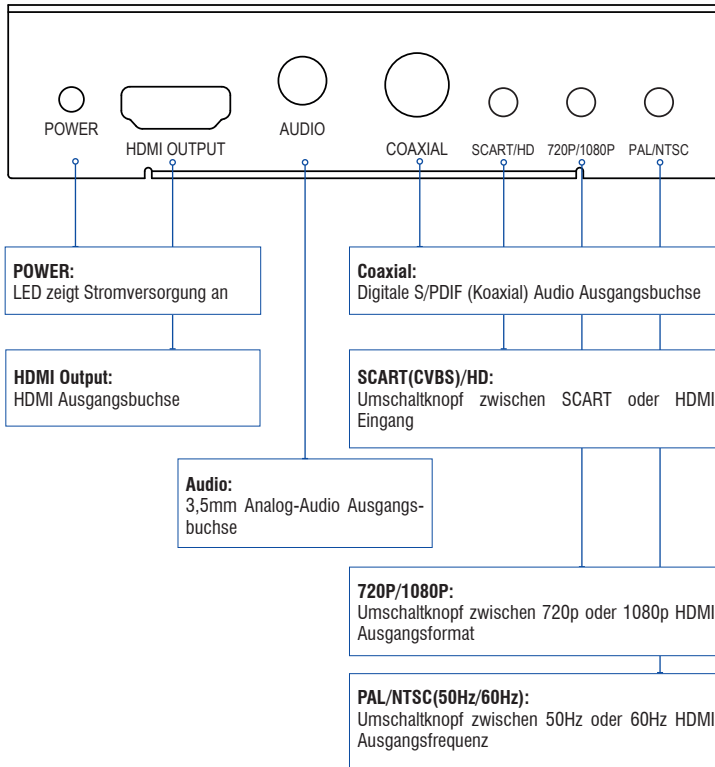 POWER
HDMI OUTPUT
AUDIO
COAXIAL
SCART/HD
720P/1080P
PAL/NTSC
POWER:
LED zeigt Stromversorgung an
HDMI Output:
HDMI Ausgangsbuchse
Audio:
3,5mm Analog-Audio Ausgangs-
buchse
Coaxial:
Digitale S/PDIF (Koaxial) Audio Ausgangsbuchse
SCART(CVBS)/HD:
Umschaltknopf zwischen SCART oder HDMI
Eingang
720P/1080P:
Umschaltknopf zwischen 720p oder 1080p HDMI
Ausgangsformat
PAL/NTSC(50Hz/60Hz):
Umschaltknopf zwischen 50Hz oder 60Hz HDMI
Ausgangsfrequenz